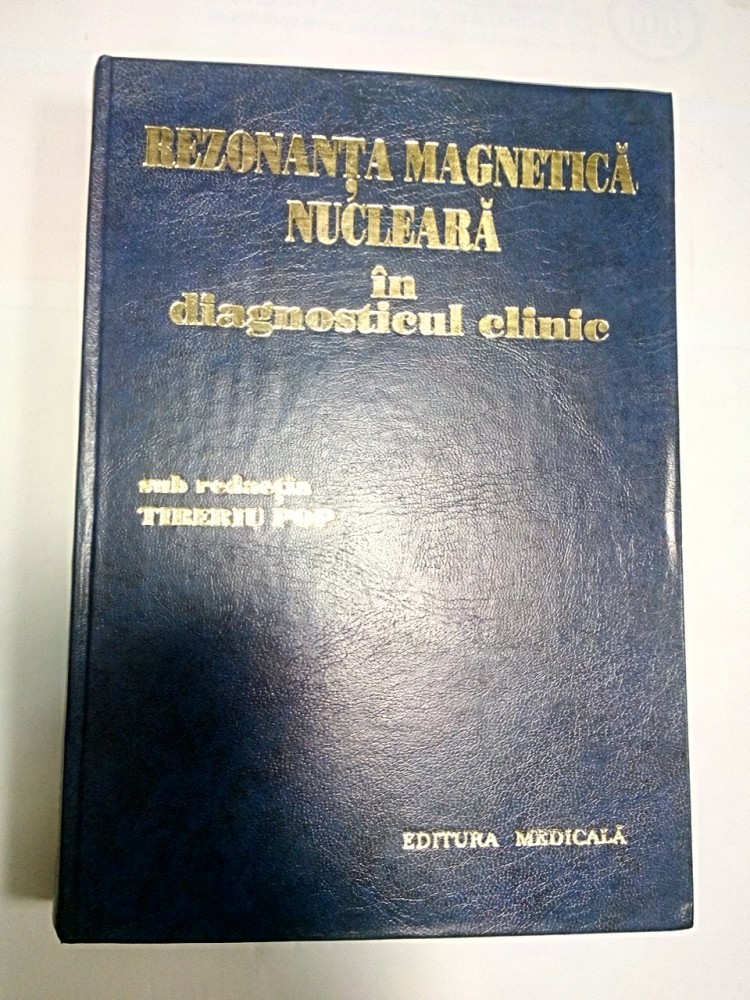 REZONANȚA MAGNETICĂ
NUCLEARĂ
în
diagnosticul clinic
sub redacția
TIBERIU POP
EDITURA MEDICALĂ